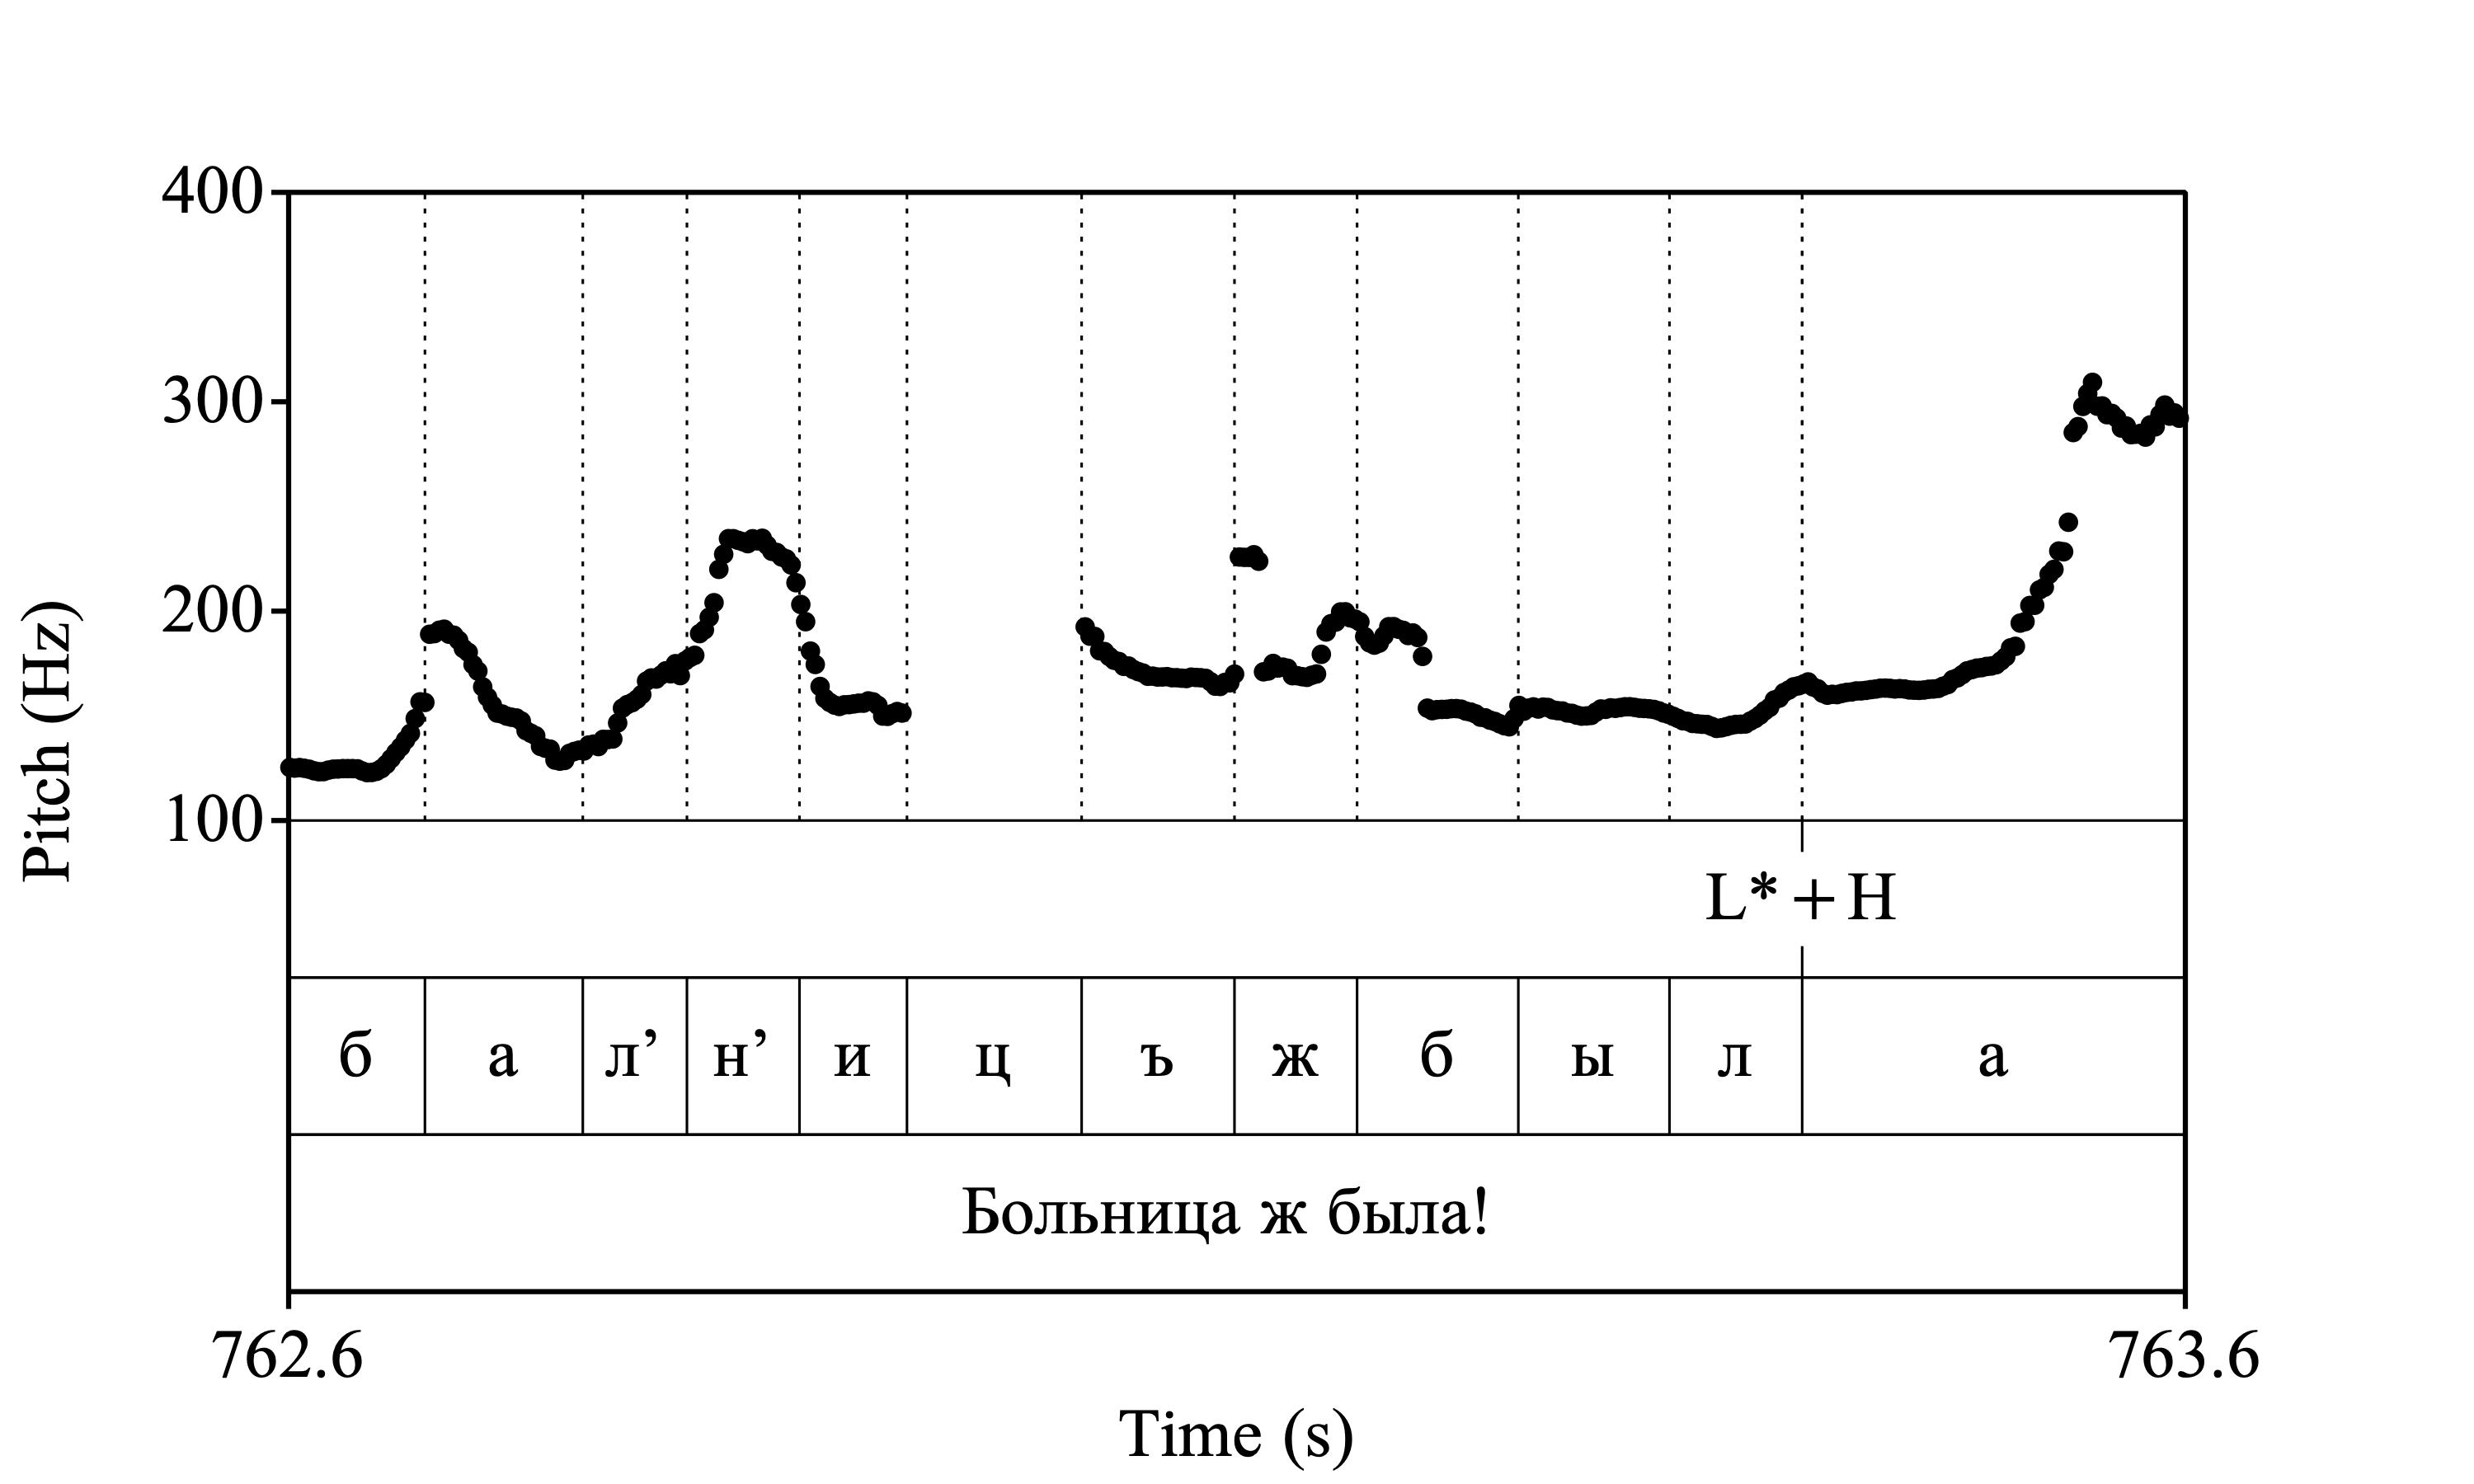 400
300
200
100
Pitch (Hz)
L*+H
б а л’ н’ и ц ъ ж б ы л а
Больница ж была!
762.6 763.6
Time (s)